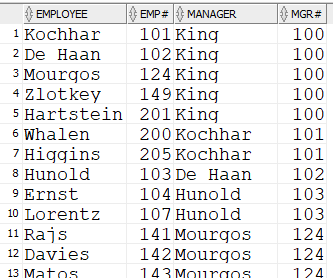 EMPLOYEE EMP# MANAGER MGR#
1 Kochhar 101 King 100
2 De Haan 102 King 100
3 Mourgos 124 King 100
4 Zlotkey 149 King 100
5 Hartstein 201 King 100
6 Whalen 200 Kochhar 101
7 Higgins 205 Kochhar 101
8 Hunold 103 De Haan 102
9 Ernst 104 Hunold 103
10 Lorentz 107 Hunold 103
11 Rajs 141 Mourgos 124
12 Davies 142 Mourgos 124
13 Matos 143 Mourgos 124